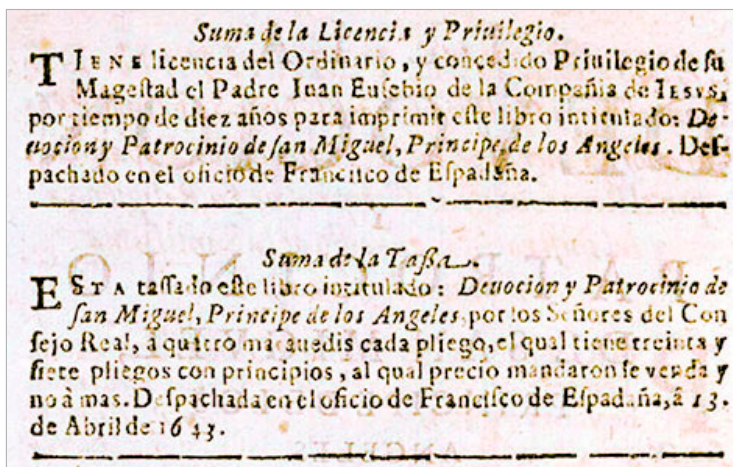 Suma de la Licencia y Priuilegio.
TIENE licencia del Ordinario, y concedido Priuilegio de su
Magestad el Padre Iuan Eusebio de la Compañia de IESVS,
por tiempo de diez años para imprimir este libro intitulado: De-
uocion y Patrocinio de san Miguel, Principe de los Angeles. Des-
pachado en el oficio de Francisco de Espadaña.
Suma de la Tassa.
ESTA tassado este libro intitulado: Deuocion y Patrocinio de
san Miguel, Principe de los Angeles por los Señores del Con
sejo Real, à quatro marauedis cada pliego, el qual tiene treinta y
siete pliegos con principios, al qual precio mandaron se venda y
no à mas. Despachada en el oficio de Francisco de Espadaña, à 13.
de Abril de 1643.